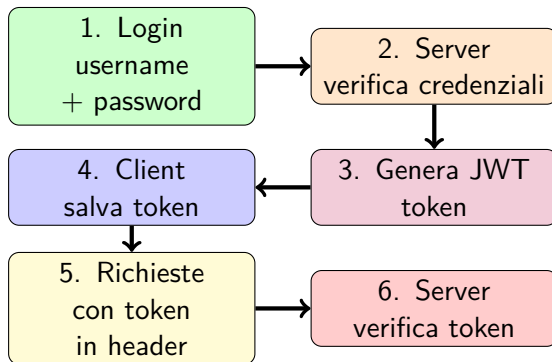 1. Login
username
+ password
2. Server
verifica credenziali
3. Genera JWT
token
4. Client
salva token
5. Richieste
con token
in header
6. Server
verifica token